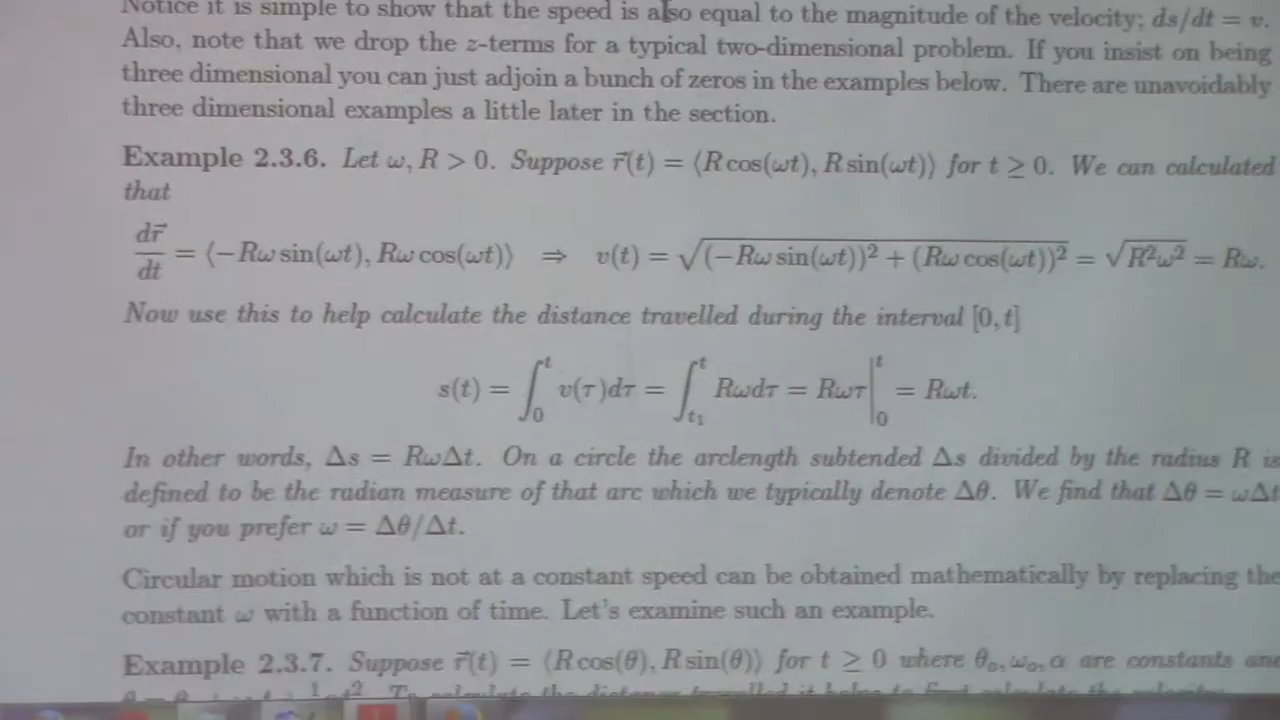 Notice it is simple to show that the speed is also equal to the magnitude of the velocity; ds/dt = v.
Also, note that we drop the z-terms for a typical two-dimensional problem. If you insist on being
three dimensional you can just adjoin a bunch of zeros in the examples below. There are unavoidably
three dimensional examples a little later in the section.
Example 2.3.6. Let ω, R > 0. Suppose r⃗(t) = ⟨R cos(ωt), R sin(ωt)⟩ for t ≥ 0. We can calculated
that
dr⃗/dt = ⟨−Rω sin(ωt), Rω cos(ωt)⟩ ⇒ v(t) = √((−Rω sin(ωt))² + (Rω cos(ωt))²) = √(R²ω²) = Rω.
Now use this to help calculate the distance travelled during the interval [0, t]
s(t) = ∫₀ᵗ v(τ)dτ = ∫_{t₁}^{t} Rωdτ = Rωτ|₀ᵗ = Rωt.
In other words, Δs = RωΔt. On a circle the arclength subtended Δs divided by the radius R is
defined to be the radian measure of that arc which we typically denote Δθ. We find that Δθ = ωΔt
or if you prefer ω = Δθ/Δt.
Circular motion which is not at a constant speed can be obtained mathematically by replacing the
constant ω with a function of time. Let's examine such an example.
Example 2.3.7. Suppose r⃗(t) = ⟨R cos(θ), R sin(θ)⟩ for t ≥ 0 where θₒ, ωₒ, α are constants and